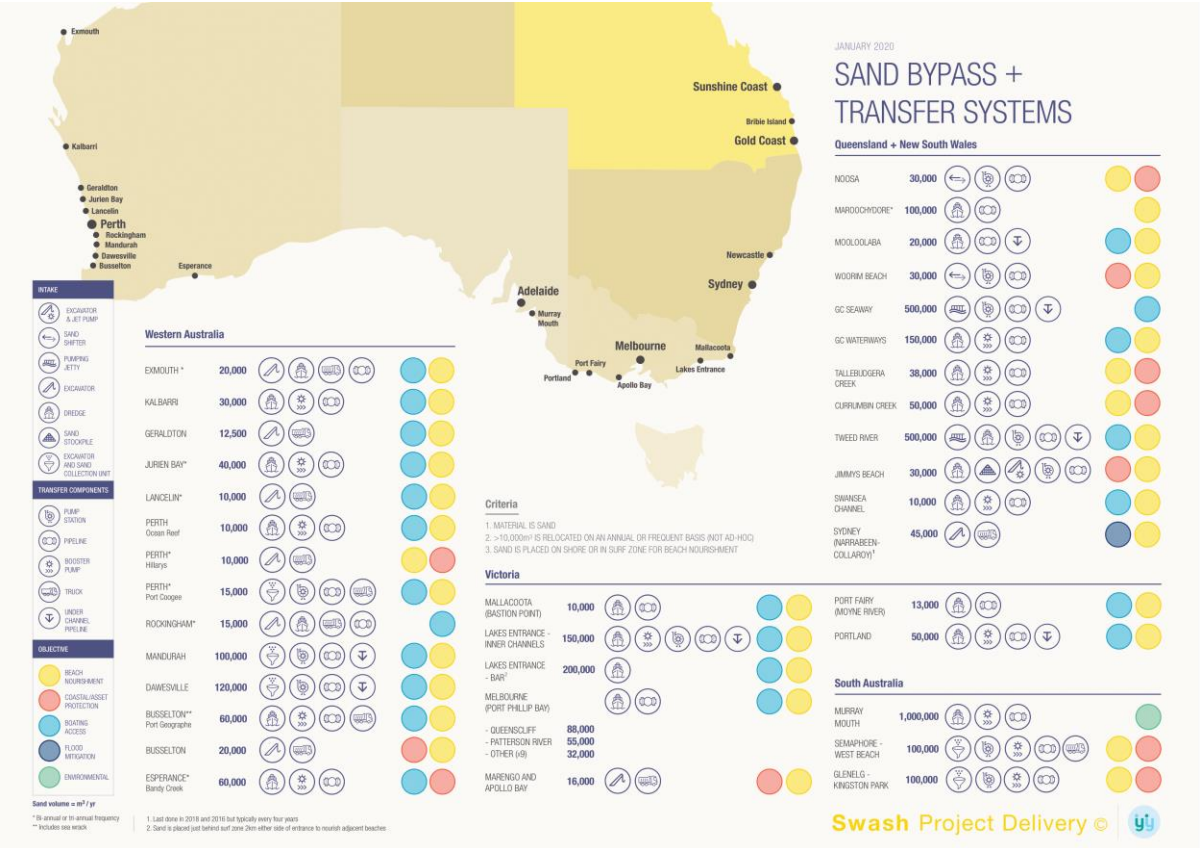 Exmouth
Kalbarri
Geraldton
Jurien Bay
Lancelin
Perth
Rockingham
Mandurah
Dawesville
Busselton
Esperance
Adelaide
Murray
Mouth
Portland
Port Fairy
Apollo Bay
Melbourne
Lakes Entrance
Mallacoota
Sydney
Newcastle
Gold Coast
Bribie Island
Sunshine Coast
JANUARY 2020
SAND BYPASS +
TRANSFER SYSTEMS
Queensland + New South Wales
NOOSA 30,000
MAROOCHYDORE* 100,000
MOOLOOLABA 20,000
WOORIM BEACH 30,000
GC SEAWAY 500,000
GC WATERWAYS 150,000
TALLEBUDGERA
CREEK 38,000
CURRUMBIN CREEK 50,000
TWEED RIVER 500,000
JIMMYS BEACH 30,000
SWANSEA
CHANNEL 10,000
SYDNEY
(NARRABEEN-
COLLAROY)¹ 45,000
INTAKE
EXCAVATOR
& JET PUMP
SAND
SHIFTER
PUMPING
JETTY
EXCAVATOR
DREDGE
SAND
STOCKPILE
EXCAVATOR
AND SAND
COLLECTION UNIT
TRANSFER COMPONENTS
PUMP
STATION
PIPELINE
BOOSTER
PUMP
TRUCK
UNDER
CHANNEL
PIPELINE
OBJECTIVE
BEACH
NOURISHMENT
COASTAL/ASSET
PROTECTION
BOATING
ACCESS
FLOOD
MITIGATION
ENVIRONMENTAL
Sand volume = m³ / yr
* Bi-annual or tri-annual frequency
** Includes sea wrack
Western Australia
EXMOUTH * 20,000
KALBARRI 30,000
GERALDTON 12,500
JURIEN BAY* 40,000
LANCELIN* 10,000
PERTH
Ocean Reef 10,000
PERTH*
Hillarys 10,000
PERTH*
Port Coogee 15,000
ROCKINGHAM* 15,000
MANDURAH 100,000
DAWESVILLE 120,000
BUSSELTON**
Port Geographe 60,000
BUSSELTON 20,000
ESPERANCE*
Bandy Creek 60,000
1. Last done in 2018 and 2016 but typically every four years
2. Sand is placed just behind surf zone 2km either side of entrance to nourish adjacent beaches
Criteria
1. MATERIAL IS SAND
2. >10,000m³ IS RELOCATED ON AN ANNUAL OR FREQUENT BASIS (NOT AD-HOC)
3. SAND IS PLACED ON SHORE OR IN SURF ZONE FOR BEACH NOURISHMENT
Victoria
MALLACOOTA
(BASTION POINT) 10,000
LAKES ENTRANCE -
INNER CHANNELS 150,000
LAKES ENTRANCE
- BAR² 200,000
MELBOURNE
(PORT PHILLIP BAY)
- QUEENSCLIFF 88,000
- PATTERSON RIVER 55,000
- OTHER (x9) 32,000
MARENGO AND
APOLLO BAY 16,000
PORT FAIRY
(MOYNE RIVER) 13,000
PORTLAND 50,000
South Australia
MURRAY
MOUTH 1,000,000
SEMAPHORE -
WEST BEACH 100,000
GLENELG -
KINGSTON PARK 100,000
Swash Project Delivery ©